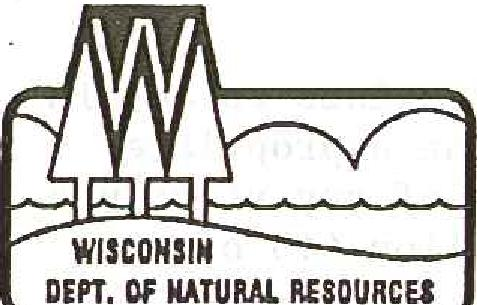 W
WISCONSIN
DEPT. OF NATURAL RESOURCES